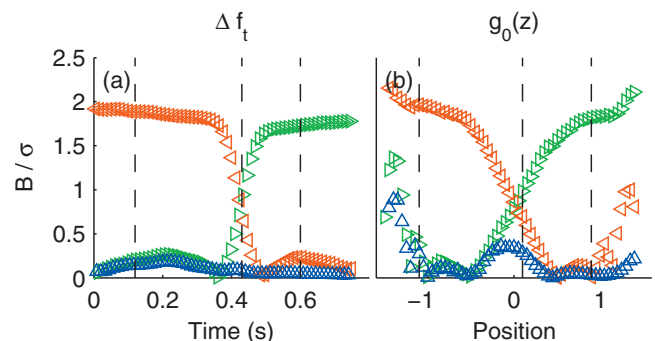 Δ f_t
g_0(z)
B / σ
2.5
2
1.5
1
0.5
0
(a)
(b)
0
0.2
0.4
0.6
−1
0
1
Time (s)
Position